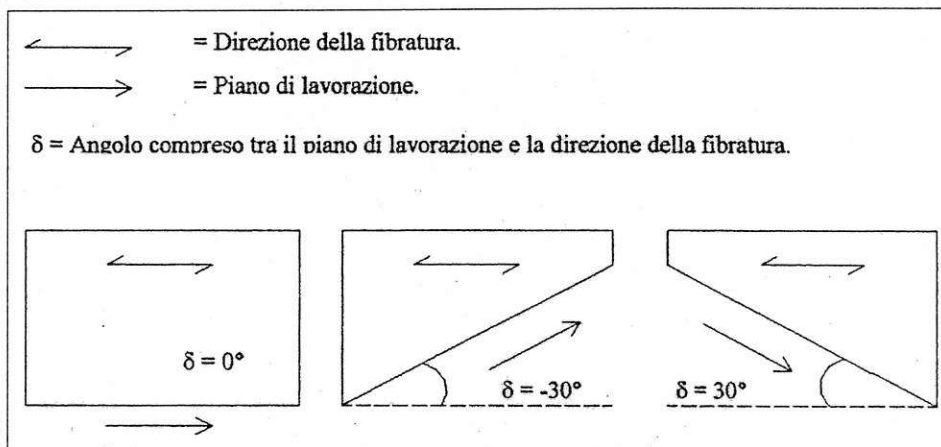 = Direzione della fibratura.
= Piano di lavorazione.
δ = Angolo compreso tra il piano di lavorazione e la direzione della fibratura.
δ = 0°
δ = -30°
δ = 30°